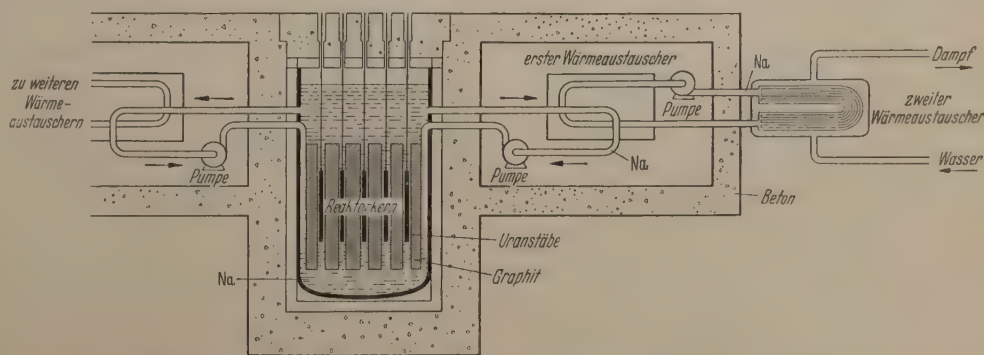 zu weiteren
Wärme-
austauschern
Pumpe
Reaktorkern
Na
erster Wärmeaustauscher
Pumpe
Pumpe
Na
Na
Dampf
zweiter
Wärmeaustauscher
Wasser
Beton
Uranstäbe
Graphit